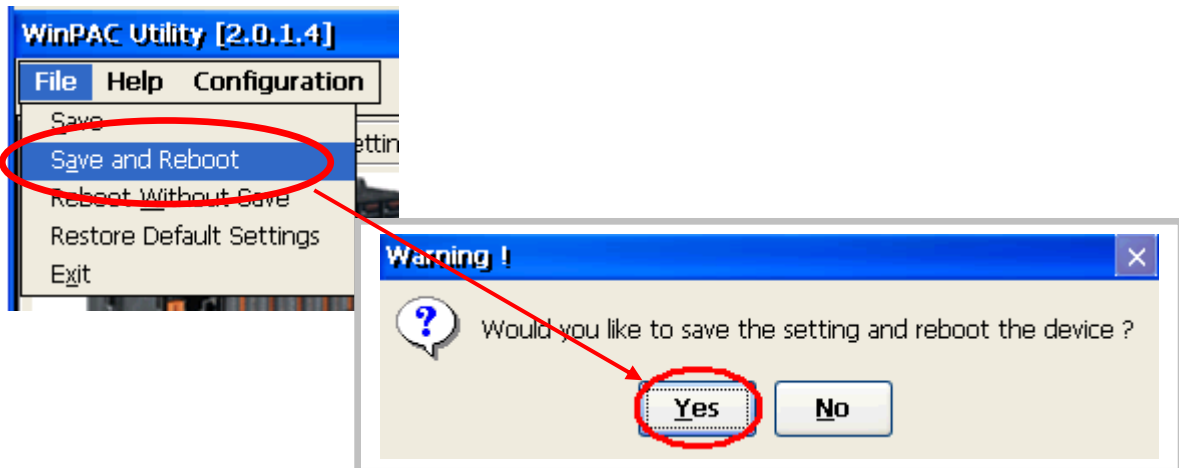 WinPAC Utility [2.0.1.4]
File Help Configuration
Save
Save and Reboot
Reboot Without Save
Restore Default Settings
Exit
Warning !
Would you like to save the setting and reboot the device ?
Yes No